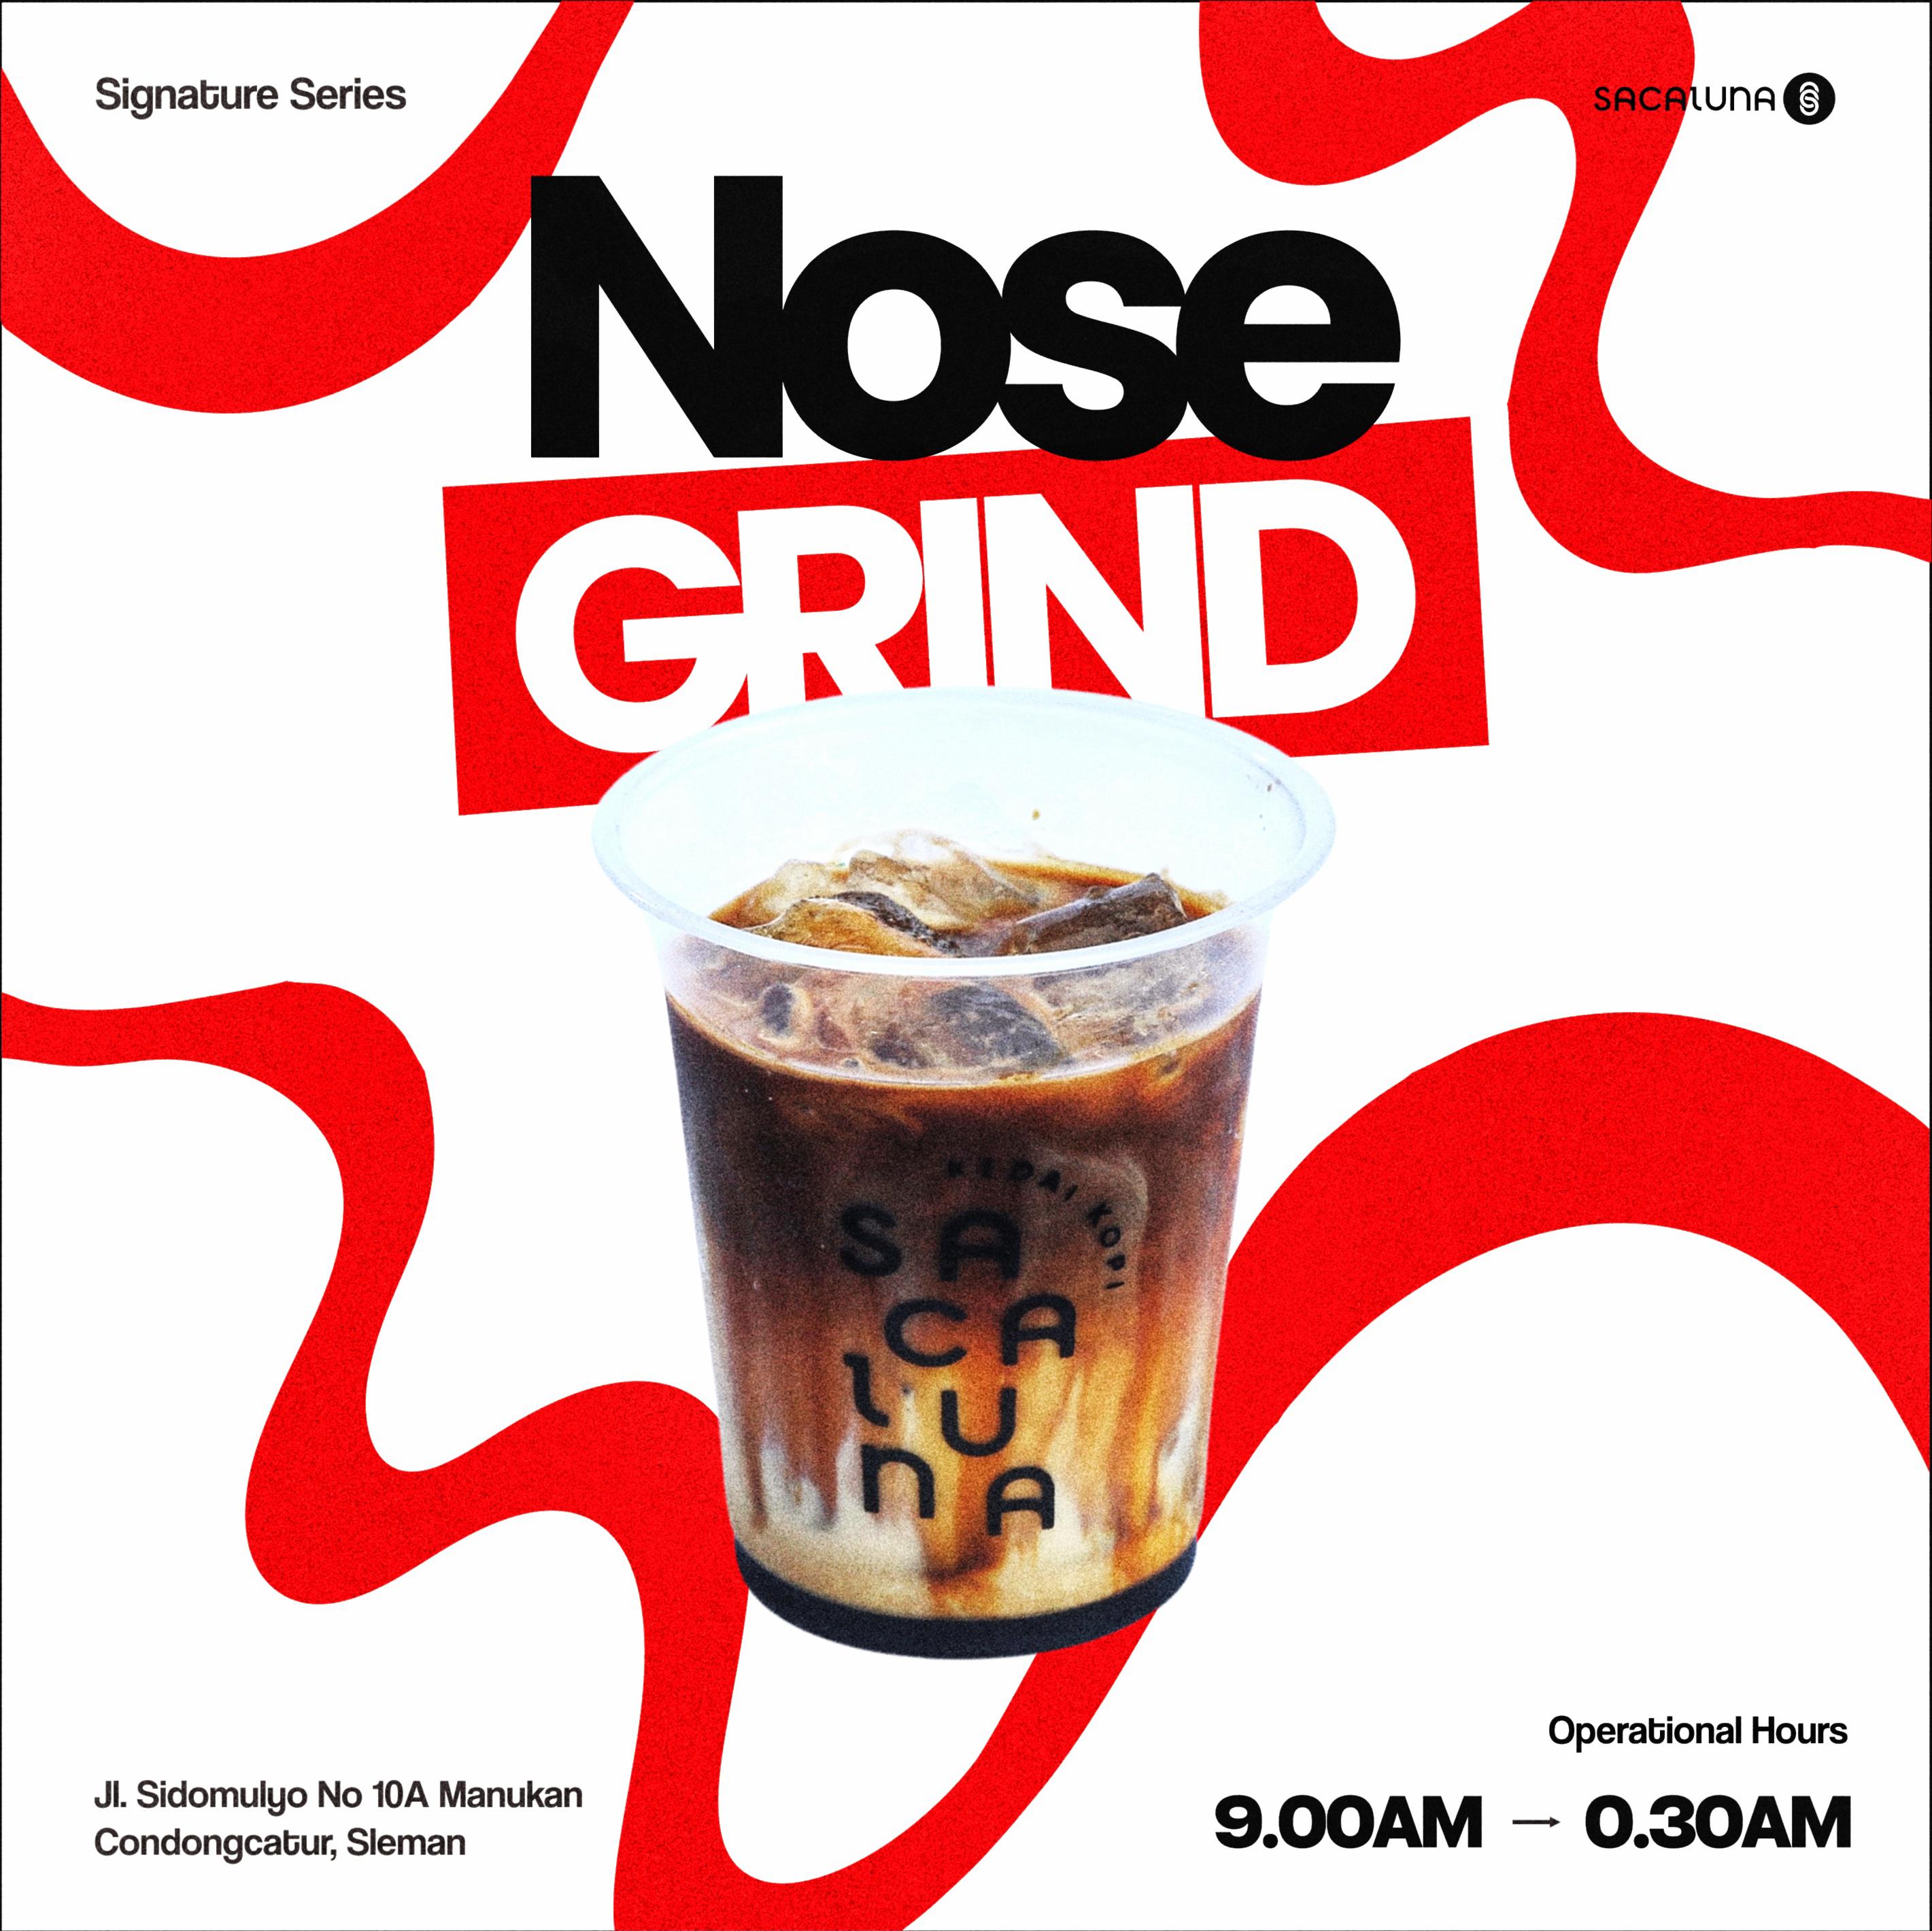 Signature Series
SACALUNA
Nose
GRIND
KEDAI KOPI
SA
CA
LU
NA
Operational Hours
9.00AM → 0.30AM
Jl. Sidomulyo No 10A Manukan
Condongcatur, Sleman